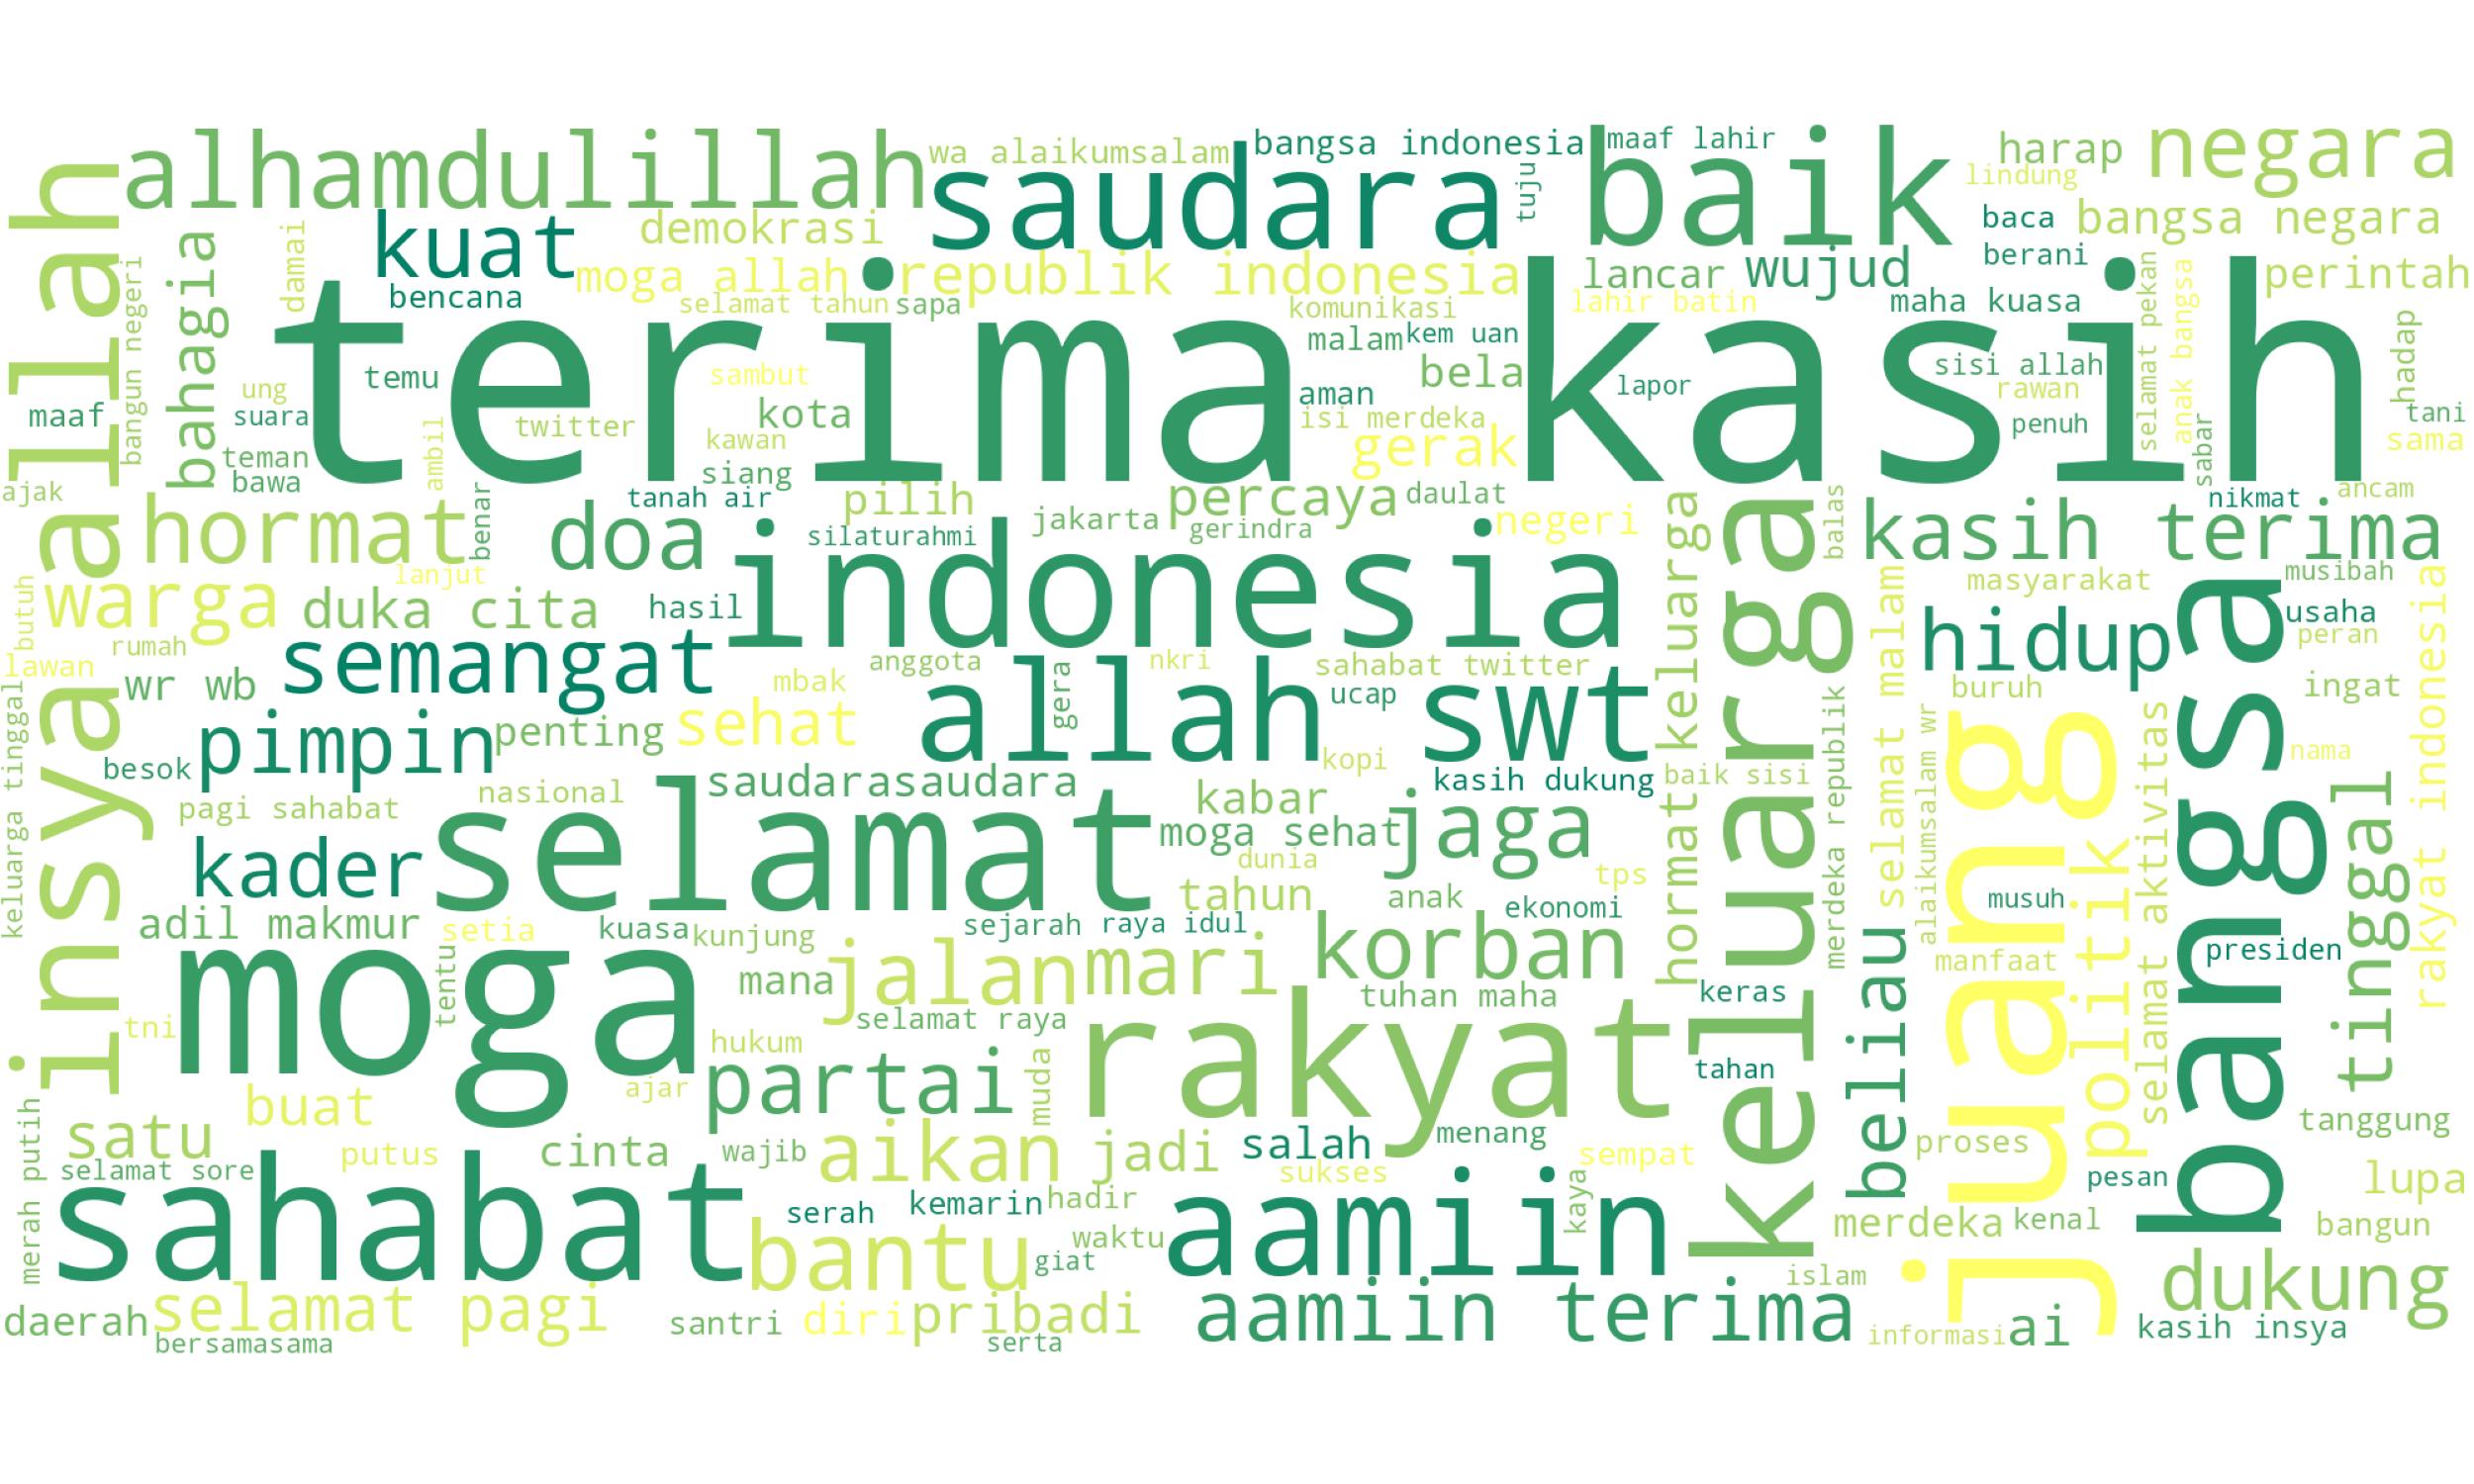 alhamdulillah
wa alaikumsalam
bangsa indonesia
maaf lahir
baik
harap
negara
lindung
saudara
tuju
insya allah
bahagia
damai
kuat
demokrasi
baca
bangsa negara
berani
moga allah
republik indonesia
lancar
wujud
perintah
bencana
selamat tahun
sapa
komunikasi
lahir batin
maha kuasa
selamat pekan
anak bangsa
bangun negeri
terima kasih
malam
kem uan
hadap
temu
sambut
bela
sisi allah
ung
maaf
suara
aman
lapor
rawan
twitter
kota
isi merdeka
penuh
tani
kawan
gerak
sama
teman
ambil
siang
sabar
bawa
ajak
tanah air
pilih
percaya
daulat
nikmat
ancam
hormat
benar
doa
silaturahmi
jakarta
gerindra
negeri
balas
kasih terima
indonesia
lanjut
butuh
warga
duka cita
hasil
hormat keluarga
keluarga
masyarakat
musibah
usaha
hidup
peran
rumah
semangat
lawan
anggota
nkri
sahabat twitter
wr wb
mbak
allah swt
gera
ucap
buruh
ingat
rakyat indonesia
pimpin
penting
sehat
selamat malam
alaikumsalam wr
nama
besok
kopi
saudarasaudara
kasih dukung
baik sisi
nasional
pagi sahabat
selamat
kabar
jaga
moga sehat
merdeka republik
juang
politik
selamat aktivitas
bangsa
tinggal
keluarga tinggal
kader
dunia
tahun
tps
anak
musuh
ekonomi
adil makmur
setia
kuasa
kunjung
sejarah
raya idul
korban
beliau
presiden
moga
tentu
mana
jalan
mari
manfaat
tuhan maha
keras
tni
selamat raya
rakyat
hukum
partai
muda
tahan
ajar
buat
merah putih
satu
putus
cinta
wajib
aikan
jadi
salah
menang
sempat
proses
tanggung
selamat sore
sukses
pesan
lupa
sahabat
serah
kemarin
hadir
aamiin
kaya
merdeka
kenal
bangun
bantu
waktu
giat
islam
dukung
daerah
selamat pagi
santri
diri
pribadi
aamiin terima
informasi
ai
kasih insya
bersamasama
serta